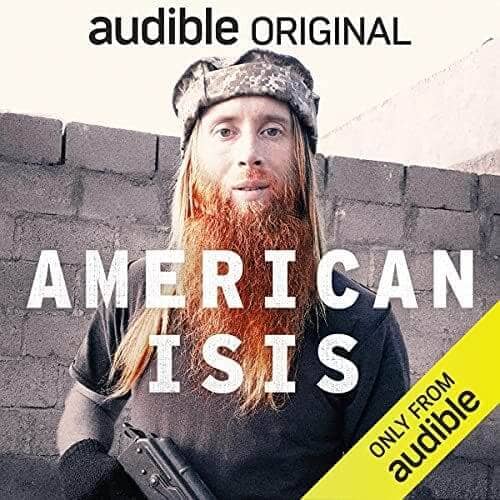 audible ORIGINAL
AMERICAN
ISIS
ONLY FROM
audible